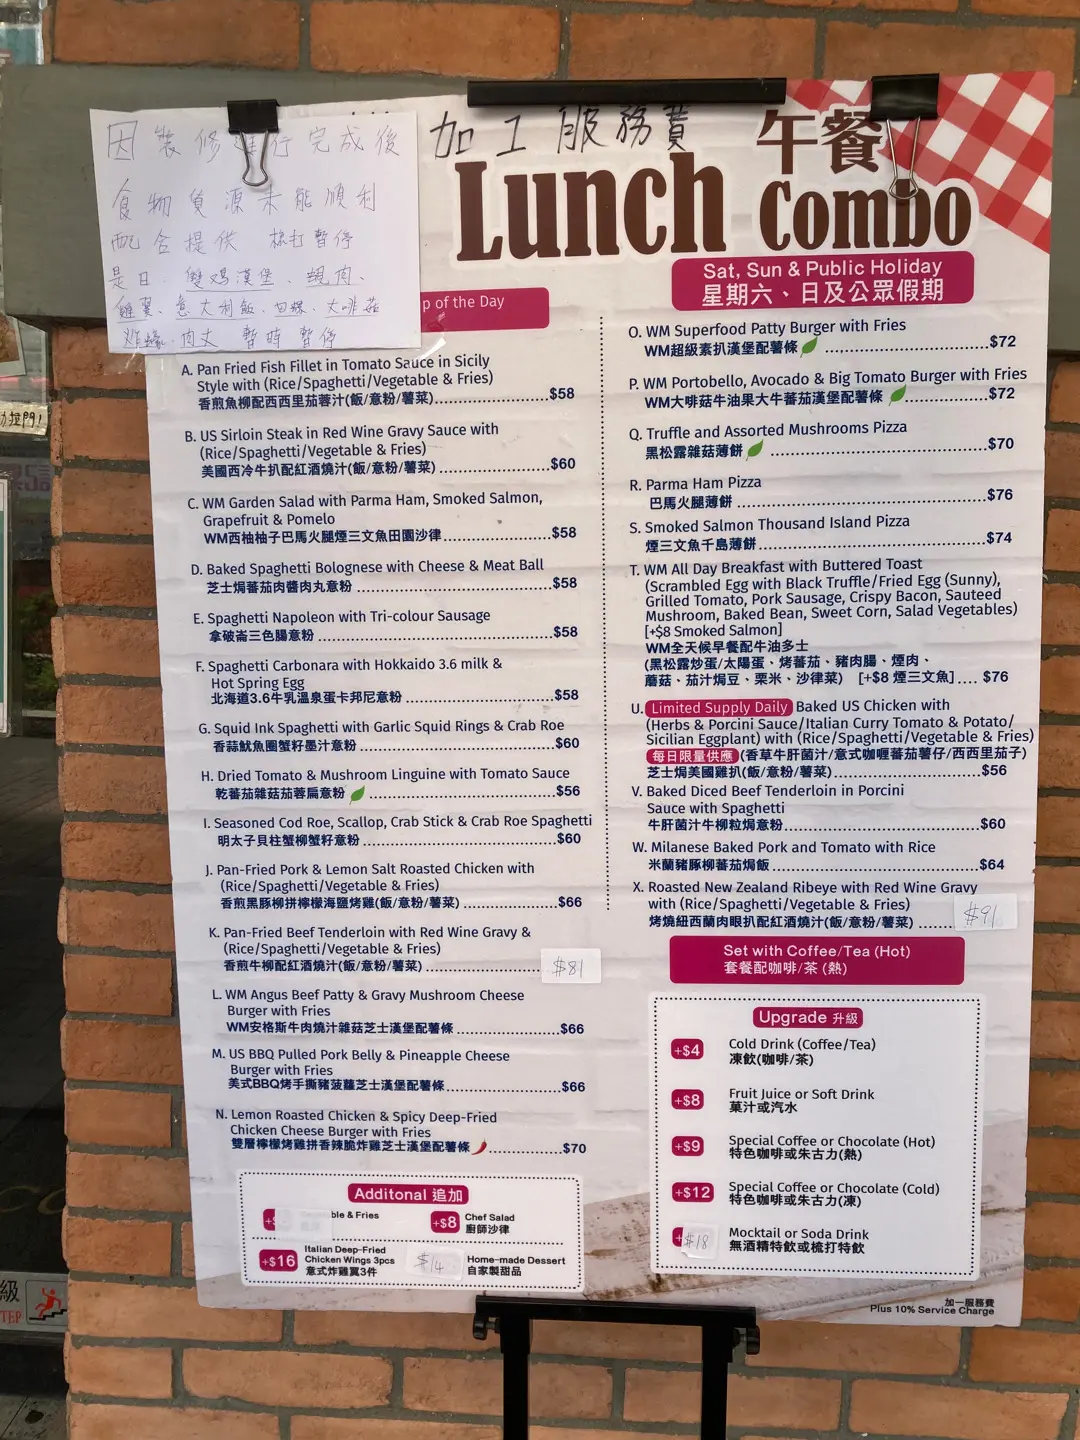 因裝修進行完成後
食物質源未能順利
配合提供 梳打暫停
是日、雙鷄漢堡、蜆肉、
雞翼、意大利飯、田螺、大啡菇
炸蠔、肉丸 暫時暫停
加工服務費
午餐
Lunch Combo
Sat, Sun & Public Holiday
星期六、日及公眾假期
p of the Day
A. Pan Fried Fish Fillet in Tomato Sauce in Sicily
Style with (Rice/Spaghetti/Vegetable & Fries)
香煎魚柳配西西里茄蓉汁(飯/意粉/薯菜)..............$58
B. US Sirloin Steak in Red Wine Gravy Sauce with
(Rice/Spaghetti/Vegetable & Fries)
美國西冷牛扒配紅酒燒汁(飯/意粉/薯菜)..............$60
C. WM Garden Salad with Parma Ham, Smoked Salmon,
Grapefruit & Pomelo
WM西柚柚子巴馬火腿煙三文魚田園沙律..............$58
D. Baked Spaghetti Bolognese with Cheese & Meat Ball
芝士焗蕃茄肉醬肉丸意粉..............$58
E. Spaghetti Napoleon with Tri-colour Sausage
拿破崙三色腸意粉..............$58
F. Spaghetti Carbonara with Hokkaido 3.6 milk &
Hot Spring Egg
北海道3.6牛乳溫泉蛋卡邦尼意粉..............$58
G. Squid Ink Spaghetti with Garlic Squid Rings & Crab Roe
香蒜魷魚圈蟹籽墨汁意粉..............$60
H. Dried Tomato & Mushroom Linguine with Tomato Sauce
乾蕃茄雜菇茄蓉扁意粉..............$56
I. Seasoned Cod Roe, Scallop, Crab Stick & Crab Roe Spaghetti
明太子貝柱蟹柳蟹籽意粉..............$60
J. Pan-Fried Pork & Lemon Salt Roasted Chicken with
(Rice/Spaghetti/Vegetable & Fries)
香煎黑豚柳拼檸檬海鹽烤雞(飯/意粉/薯菜)..............$66
K. Pan-Fried Beef Tenderloin with Red Wine Gravy &
(Rice/Spaghetti/Vegetable & Fries)
香煎牛柳配紅酒燒汁(飯/意粉/薯菜)..............$81
L. WM Angus Beef Patty & Gravy Mushroom Cheese
Burger with Fries
WM安格斯牛肉燒汁雜菇芝士漢堡配薯條..............$66
M. US BBQ Pulled Pork Belly & Pineapple Cheese
Burger with Fries
美式BBQ烤手撕豬菠蘿芝士漢堡配薯條..............$66
N. Lemon Roasted Chicken & Spicy Deep-Fried
Chicken Cheese Burger with Fries
雙層檸檬烤雞拼香辣脆炸雞芝士漢堡配薯條..............$70
Additonal 追加
ble & Fries
+$8 Chef Salad
廚師沙律
+$16 Italian Deep-Fried
Chicken Wings 3pcs
意式炸雞翼3件
$14 Home-made Dessert
自家製甜品
O. WM Superfood Patty Burger with Fries
WM超級素扒漢堡配薯條..............$72
P. WM Portobello, Avocado & Big Tomato Burger with Fries
WM大啡菇牛油果大牛蕃茄漢堡配薯條..............$72
Q. Truffle and Assorted Mushrooms Pizza
黑松露雜菇薄餅..............$70
R. Parma Ham Pizza
巴馬火腿薄餅..............$76
S. Smoked Salmon Thousand Island Pizza
煙三文魚千島薄餅..............$74
T. WM All Day Breakfast with Buttered Toast
(Scrambled Egg with Black Truffle/Fried Egg (Sunny),
Grilled Tomato, Pork Sausage, Crispy Bacon, Sauteed
Mushroom, Baked Bean, Sweet Corn, Salad Vegetables)
[+$8 Smoked Salmon]
WM全天候早餐配牛油多士
(黑松露炒蛋/太陽蛋、烤蕃茄、豬肉腸、煙肉、
蘑菇、茄汁焗豆、粟米、沙律菜) [+$8 煙三文魚].... $76
U. Limited Supply Daily Baked US Chicken with
(Herbs & Porcini Sauce/Italian Curry Tomato & Potato/
Sicilian Eggplant) with (Rice/Spaghetti/Vegetable & Fries)
每日限量供應 (香草牛肝菌汁/意式咖喱蕃茄薯仔/西西里茄子)
芝士焗美國雞扒(飯/意粉/薯菜)..............$56
V. Baked Diced Beef Tenderloin in Porcini
Sauce with Spaghetti
牛肝菌汁牛柳粒焗意粉..............$60
W. Milanese Baked Pork and Tomato with Rice
米蘭豬豚柳蕃茄焗飯..............$64
X. Roasted New Zealand Ribeye with Red Wine Gravy
with (Rice/Spaghetti/Vegetable & Fries)
烤燒紐西蘭肉眼扒配紅酒燒汁(飯/意粉/薯菜)...... $91
Set with Coffee/Tea (Hot)
套餐配咖啡/茶 (熱)
Upgrade 升級
+$4 Cold Drink (Coffee/Tea)
凍飲(咖啡/茶)
+$8 Fruit Juice or Soft Drink
菓汁或汽水
+$9 Special Coffee or Chocolate (Hot)
特色咖啡或朱古力(熱)
+$12 Special Coffee or Chocolate (Cold)
特色咖啡或朱古力(凍)
+$18 Mocktail or Soda Drink
無酒精特飲或梳打特飲
加一服務費
Plus 10% Service Charge
級
TEP